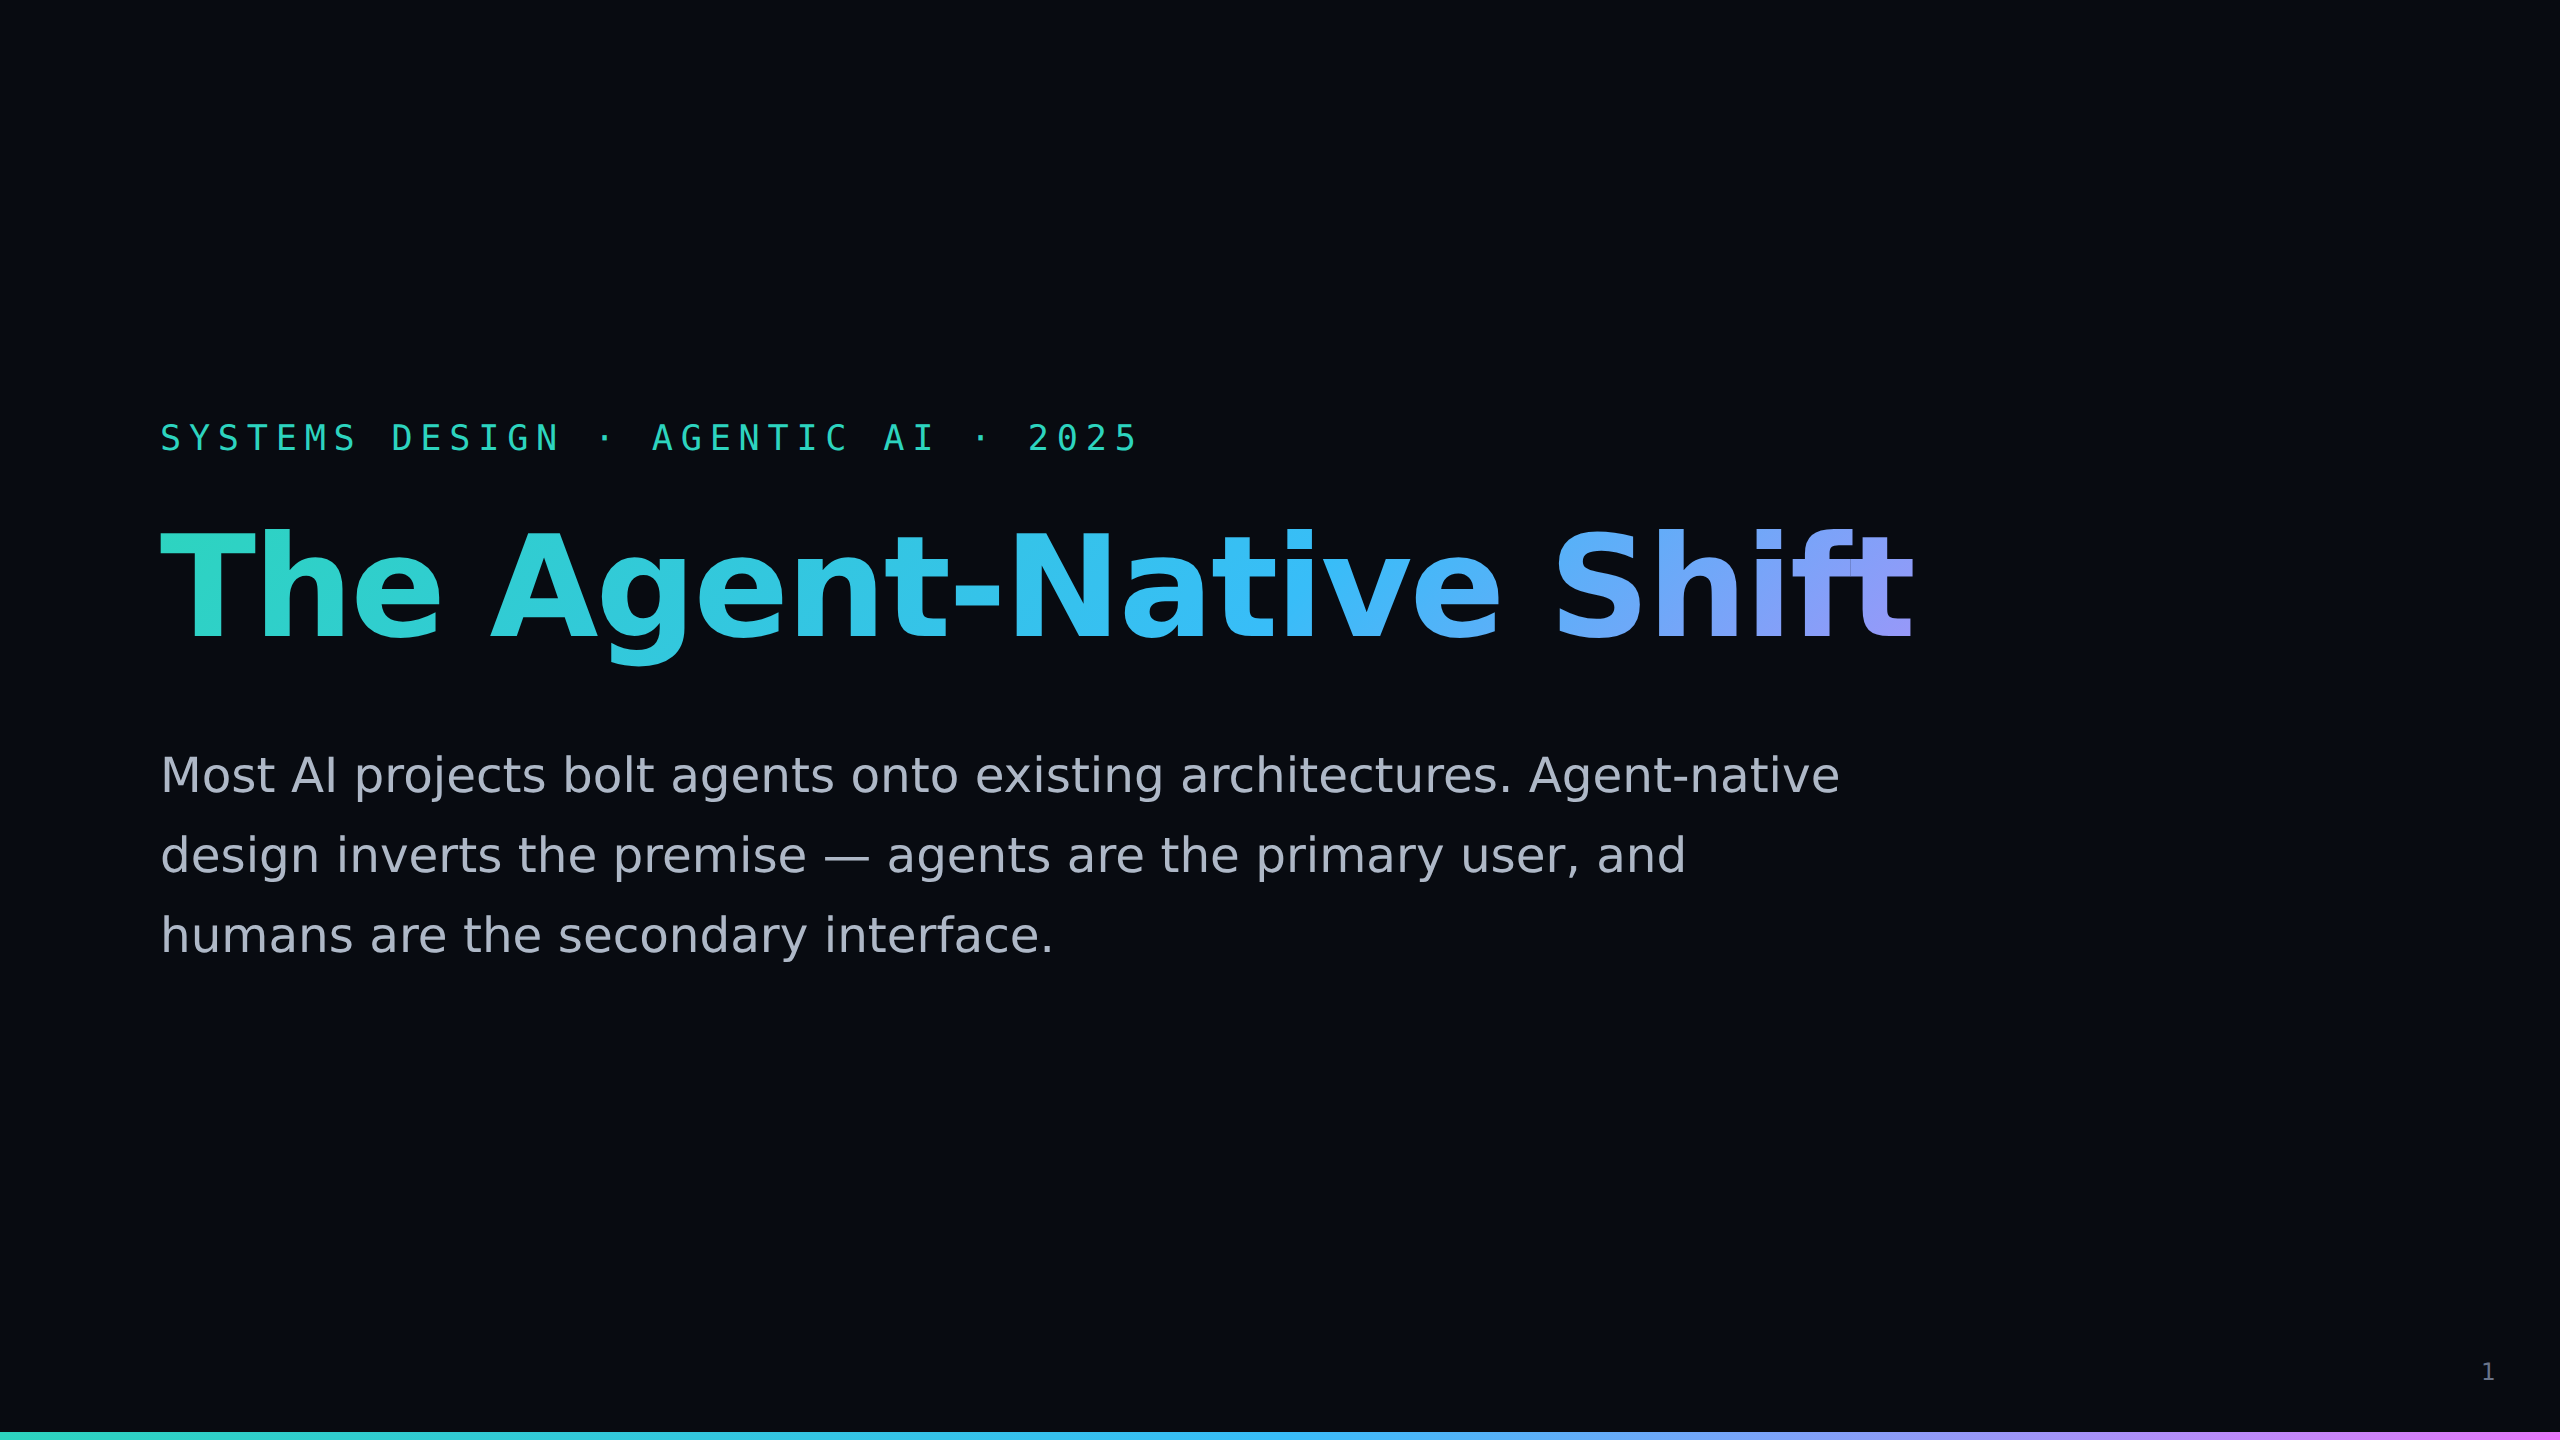 SYSTEMS DESIGN · AGENTIC AI · 2025
The Agent-Native Shift
Most AI projects bolt agents onto existing architectures. Agent-native
design inverts the premise — agents are the primary user, and
humans are the secondary interface.
1